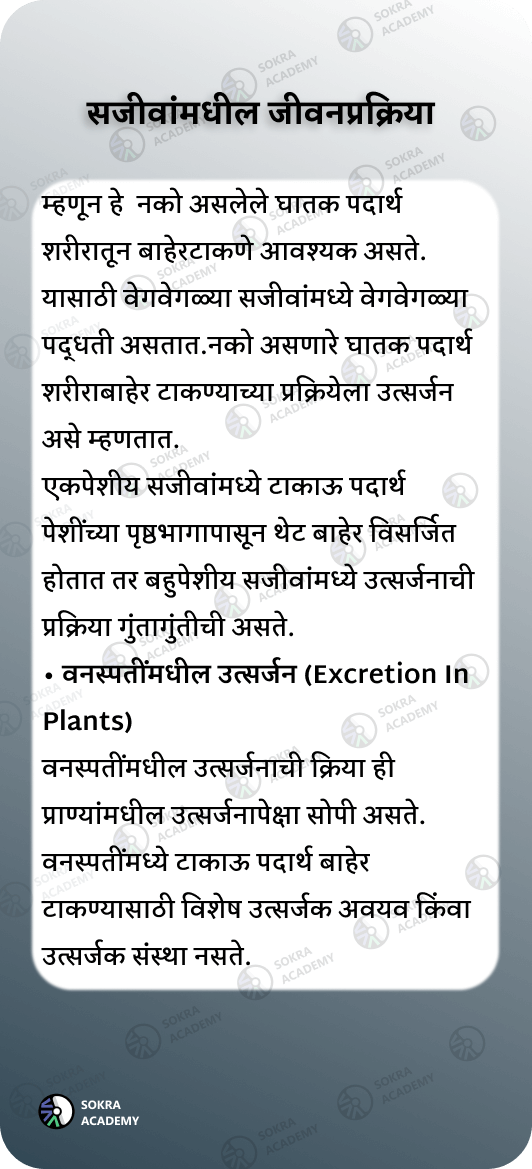 सजीवांमधील जीवनप्रक्रिया
म्हणून हे नको असलेले घातक पदार्थ
शरीरातून बाहेरटाकणे आवश्यक असते.
यासाठी वेगवेगळ्या सजीवांमध्ये वेगवेगळ्या
पद्धती असतात.नको असणारे घातक पदार्थ
शरीराबाहेर टाकण्याच्या प्रक्रियेला उत्सर्जन
असे म्हणतात.
एकपेशीय सजीवांमध्ये टाकाऊ पदार्थ
पेशींच्या पृष्ठभागापासून थेट बाहेर विसर्जित
होतात तर बहुपेशीय सजीवांमध्ये उत्सर्जनाची
प्रक्रिया गुंतागुंतीची असते.
• वनस्पतींमधील उत्सर्जन (Excretion In
Plants)
वनस्पतींमधील उत्सर्जनाची क्रिया ही
प्राण्यांमधील उत्सर्जनापेक्षा सोपी असते.
वनस्पतींमध्ये टाकाऊ पदार्थ बाहेर
टाकण्यासाठी विशेष उत्सर्जक अवयव किंवा
उत्सर्जक संस्था नसते.
SOKRA
ACADEMY